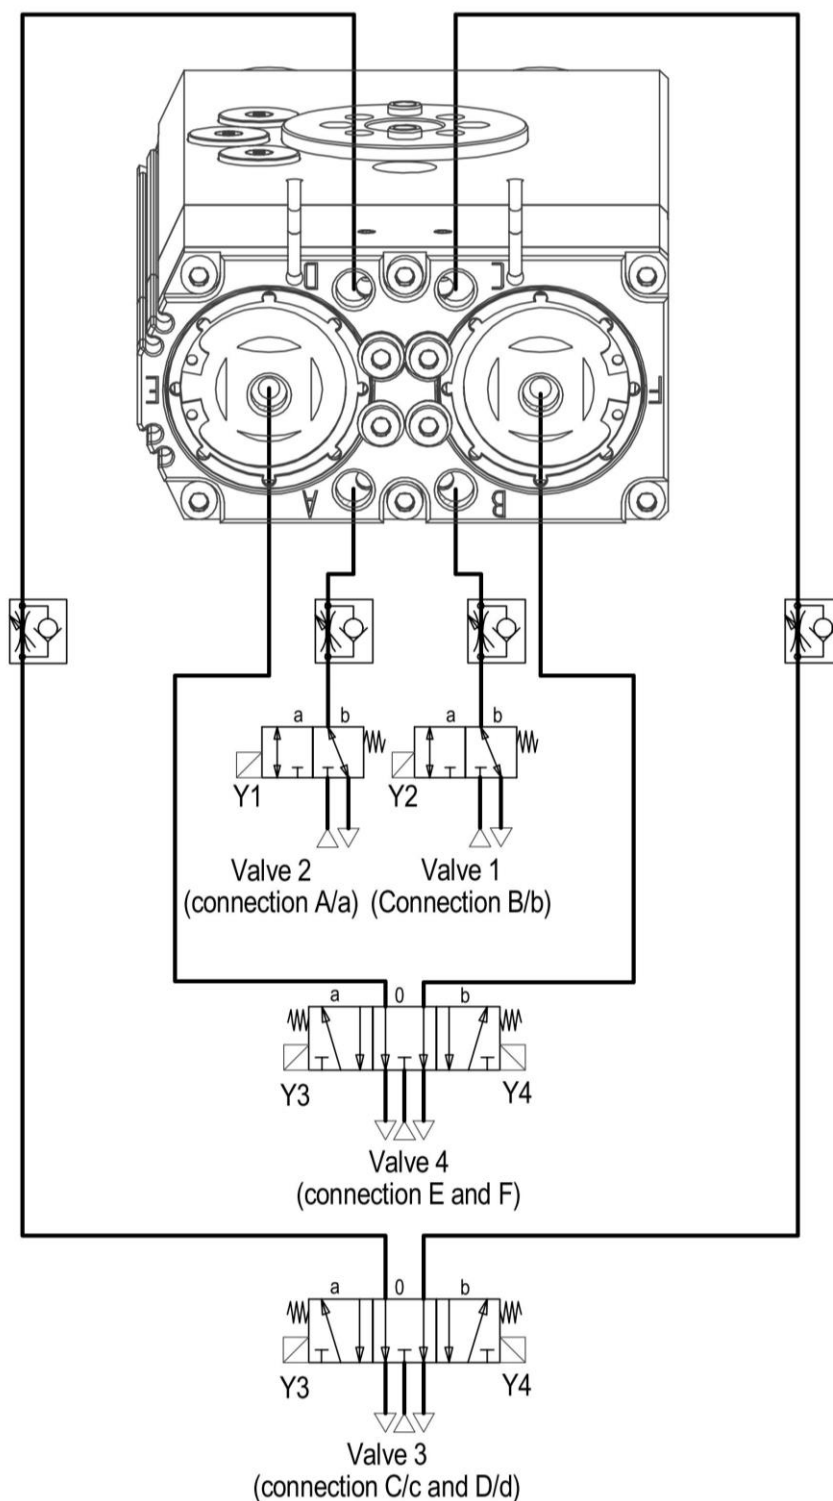 D C
E F
A B
a b a b
Y1 Y2
Valve 2 Valve 1
(connection A/a) (Connection B/b)
a 0 b
Y3 Y4
Valve 4
(connection E and F)
a 0 b
Y3 Y4
Valve 3
(connection C/c and D/d)